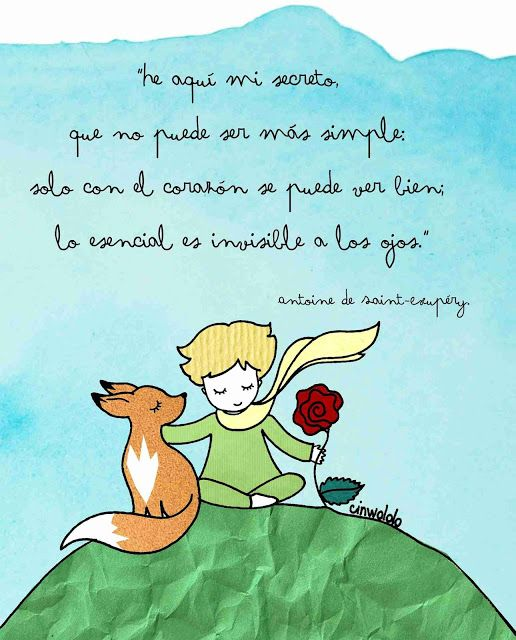 "he aquí mi secreto,
que no puede ser más simple:
solo con el corazón se puede ver bien;
lo esencial es invisible a los ojos."
antoine de saint-exupéry
cinwololo